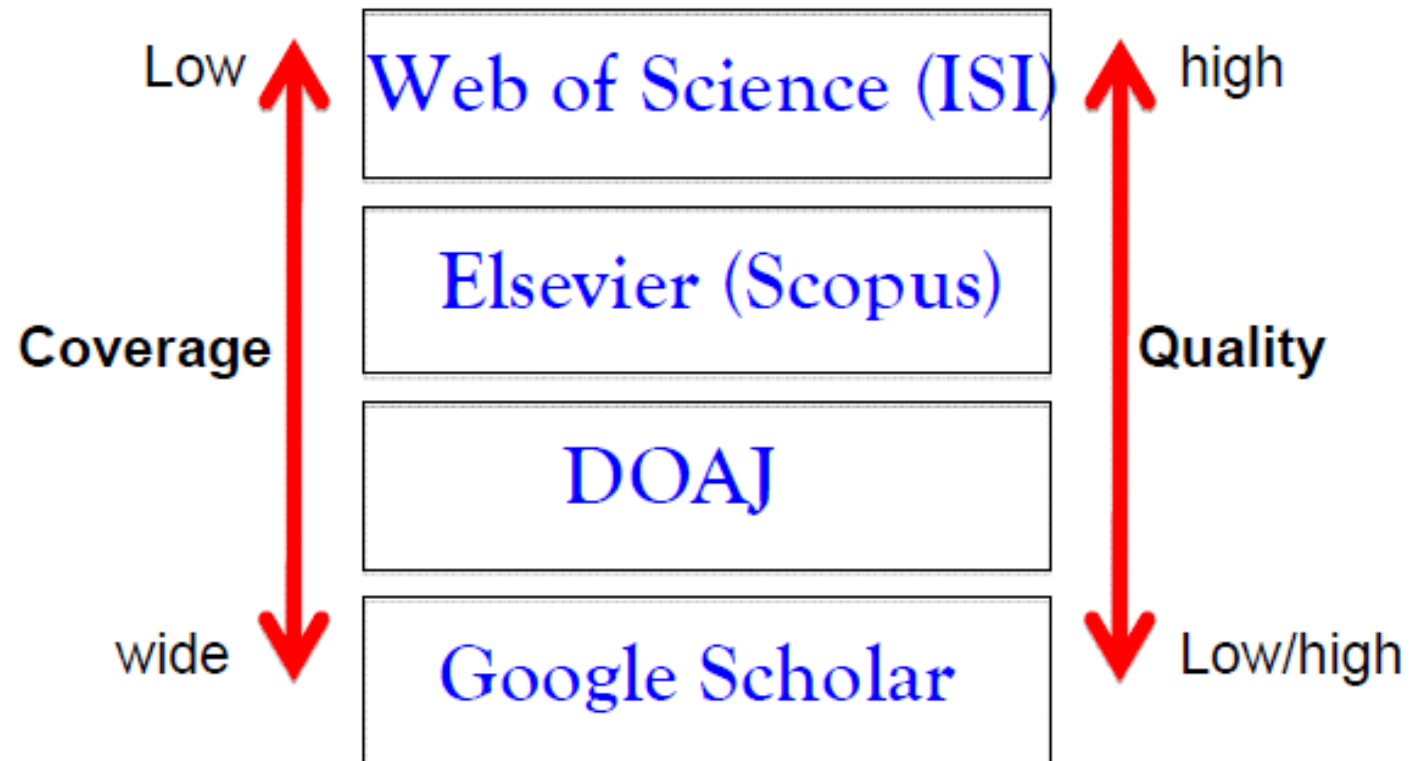 Low
Web of Science (ISI)
high
Elsevier (Scopus)
Coverage
Quality
DOAJ
wide
Google Scholar
Low/high